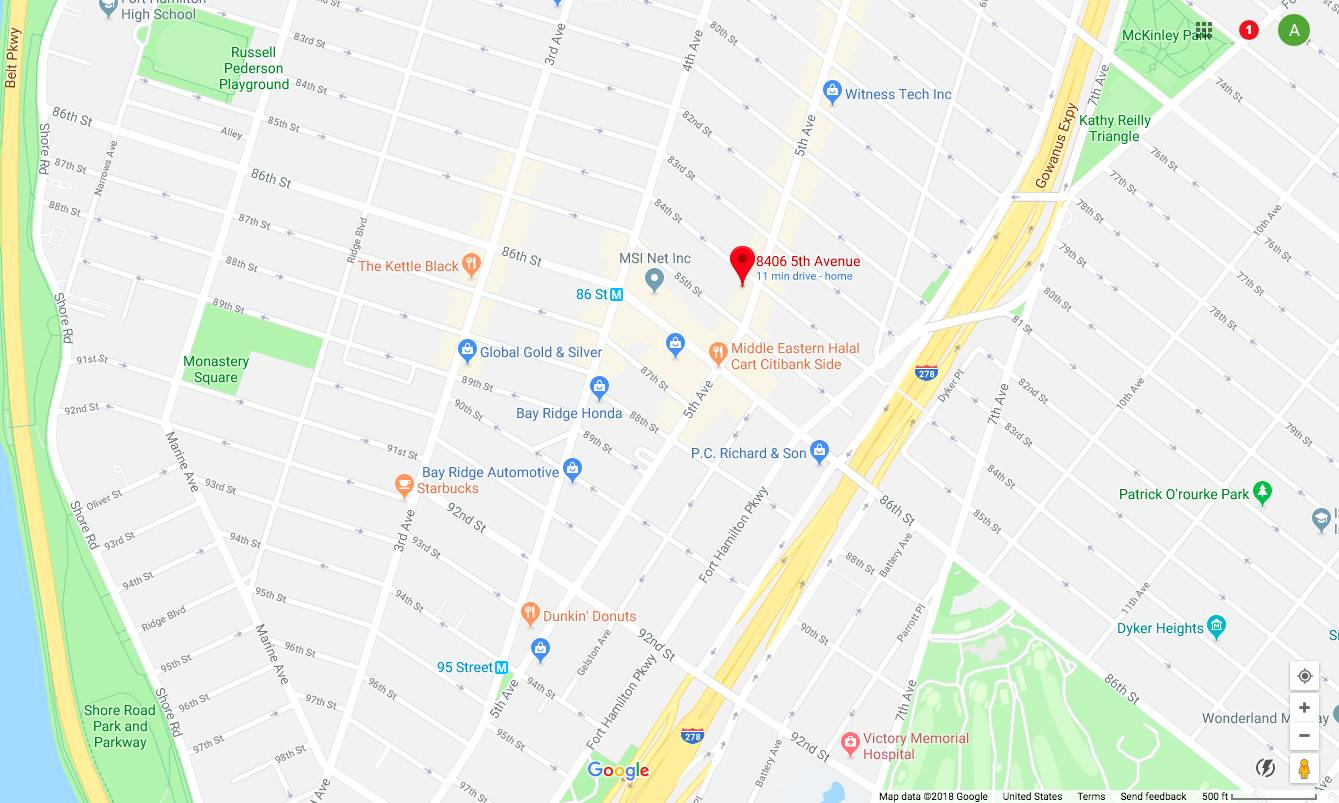 Fort Hamilton
High School
Belt Pkwy
Russell
Pederson
Playground
83rd St
84th St
85th St
Alley
3rd Ave
4th Ave
80th St
82nd St
83rd St
84th St
85th St
5th Ave
Witness Tech Inc
McKinley Park
1
A
7th Ave
74th St
Kathy Reilly
Triangle
76th St
77th St
78th St
79th St
80th St
81 St
10th Ave
Gowanus Expy
86th St
87th St
88th St
Shore Rd
Narrows Ave
86th St
87th St
88th St
Ridge Blvd
89th St
The Kettle Black
86th St
MSI Net Inc
86 St
M
8406 5th Avenue
11 min drive - home
Middle Eastern Halal
Cart Citibank Side
Global Gold & Silver
Bay Ridge Honda
87th St
88th St
89th St
5th Ave
Shore Rd
Monastery
Square
91st St
92nd St
89th St
90th St
91st St
Marine Ave
Bay Ridge Automotive
Starbucks
P.C. Richard & Son
278
Dyker Pl
7th Ave
82nd St
83rd St
84th St
85th St
10th Ave
77th St
78th St
79th St
Patrick O'rourke Park
Oliver St
93rd St
94th St
Shore Rd
93rd St
94th St
Ridge Blvd
95th St
3rd Ave
92nd St
93rd St
Fort Hamilton Pkwy
86th St
88th St
Battery Ave
11th Ave
Dyker Heights
Marine Ave
95th St
96th St
96th St
97th St
Dunkin' Donuts
95 Street
M
Gelston Ave
92nd St
90th St
Parrott Pl
94th St
95th St
5th Ave
Fort Hamilton Pkwy
7th Ave
86th St
Shore Road
Park and
Parkway
Shore Rd
97th St
98th St
278
Battery Ave
92nd St
Victory Memorial
Hospital
Google
Map data ©2018 Google
United States
Terms
Send feedback
500 ft